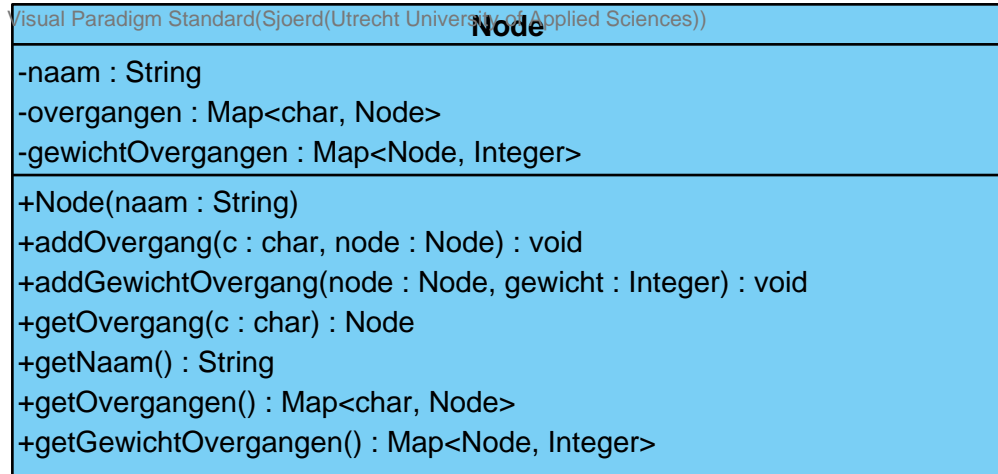 Visual Paradigm Standard(Sjoerd(Utrecht University of Applied Sciences))
Node
-naam : String
-overgangen : Map<char, Node>
-gewichtOvergangen : Map<Node, Integer>
+Node(naam : String)
+addOvergang(c : char, node : Node) : void
+addGewichtOvergang(node : Node, gewicht : Integer) : void
+getOvergang(c : char) : Node
+getNaam() : String
+getOvergangen() : Map<char, Node>
+getGewichtOvergangen() : Map<Node, Integer>